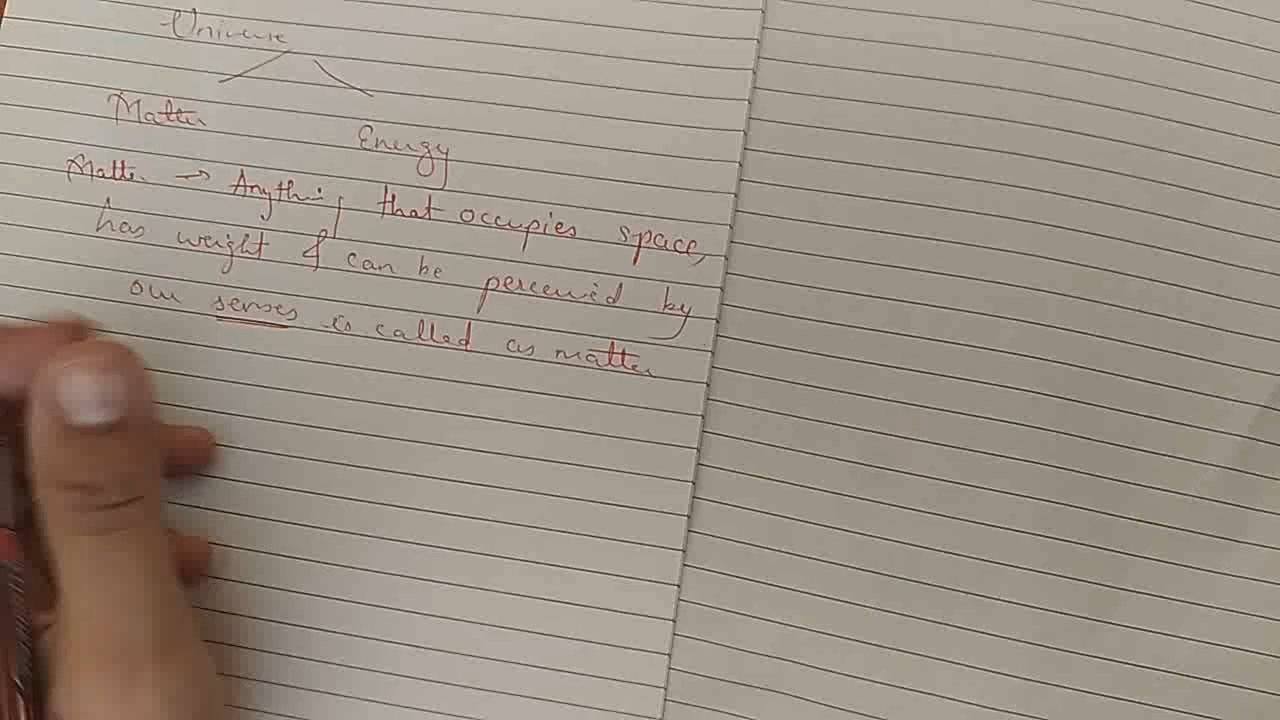 Universe
Matter
Energy
Matter → Anything that occupies space,
has weight & can be perceived by
our senses is called as matter